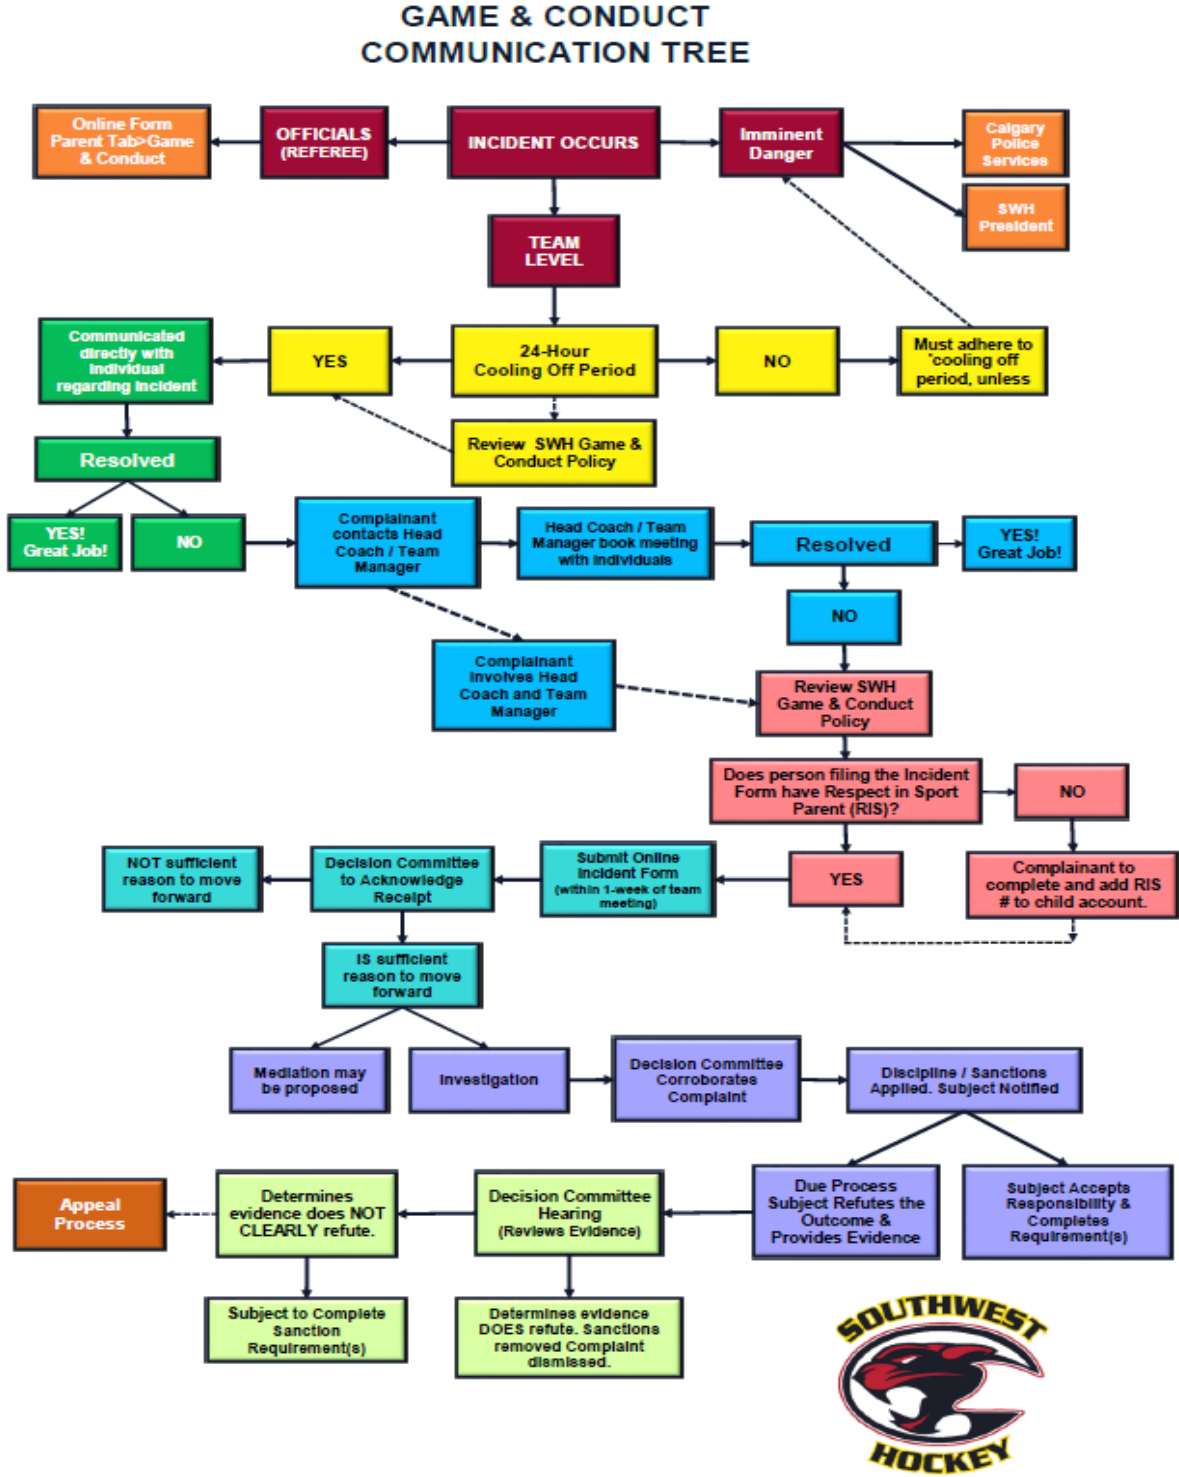 GAME & CONDUCT
COMMUNICATION TREE
Online Form
Parent Tab>Game
& Conduct
OFFICIALS
(REFEREE)
INCIDENT OCCURS
Imminent
Danger
Calgary
Police
Services
SWH
President
TEAM
LEVEL
Communicated
directly with
Individual
regarding Incident
YES
24-Hour
Cooling Off Period
NO
Must adhere to
'cooling off
period, unless
Review SWH Game &
Conduct Policy
Resolved
YES!
Great Job!
NO
Complainant
contacts Head
Coach / Team
Manager
Head Coach / Team
Manager book meeting
with Individuals
Resolved
YES!
Great Job!
NO
Complainant
Involves Head
Coach and Team
Manager
Review SWH
Game & Conduct
Policy
Does person filing the Incident
Form have Respect in Sport
Parent (RIS)?
NO
NOT sufficient
reason to move
forward
Decision Committee
to Acknowledge
Receipt
Submit Online
Incident Form
(within 1-week of team
meeting)
YES
Complainant to
complete and add RIS
# to child account.
IS sufficient
reason to move
forward
Mediation may
be proposed
Investigation
Decision Committee
Corroborates
Complaint
Discipline / Sanctions
Applied. Subject Notified
Appeal
Process
Determines
evidence does NOT
CLEARLY refute.
Decision Committee
Hearing
(Reviews Evidence)
Due Process
Subject Refutes the
Outcome &
Provides Evidence
Subject Accepts
Responsibility &
Completes
Requirement(s)
Subject to Complete
Sanction
Requirement(s)
Determines evidence
DOES refute. Sanctions
removed Complaint
dismissed.
SOUTHWEST
HOCKEY